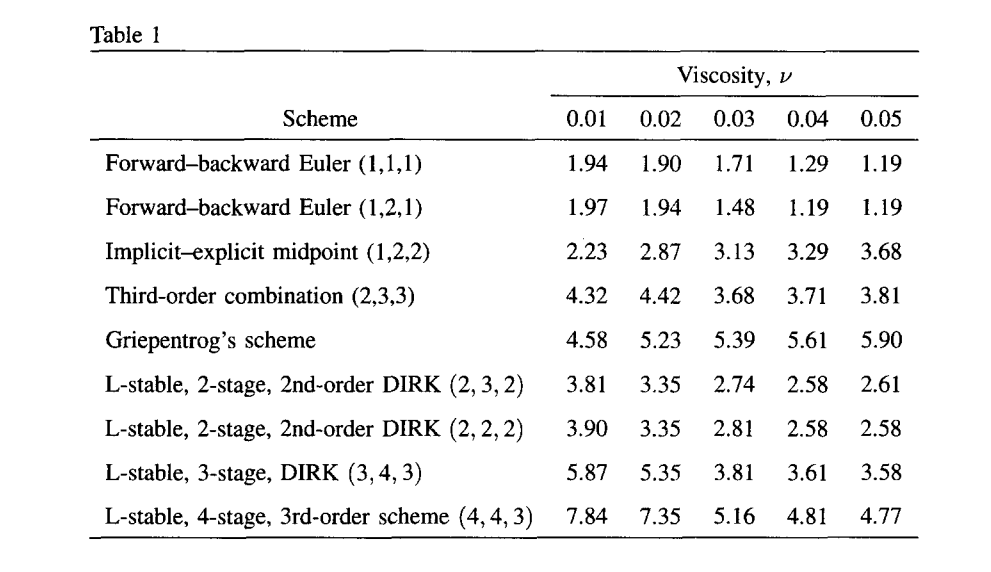 Table 1
Viscosity, ν
Scheme 0.01 0.02 0.03 0.04 0.05
Forward–backward Euler (1,1,1) 1.94 1.90 1.71 1.29 1.19
Forward–backward Euler (1,2,1) 1.97 1.94 1.48 1.19 1.19
Implicit–explicit midpoint (1,2,2) 2.23 2.87 3.13 3.29 3.68
Third-order combination (2,3,3) 4.32 4.42 3.68 3.71 3.81
Griepentrog's scheme 4.58 5.23 5.39 5.61 5.90
L-stable, 2-stage, 2nd-order DIRK (2, 3, 2) 3.81 3.35 2.74 2.58 2.61
L-stable, 2-stage, 2nd-order DIRK (2, 2, 2) 3.90 3.35 2.81 2.58 2.58
L-stable, 3-stage, DIRK (3, 4, 3) 5.87 5.35 3.81 3.61 3.58
L-stable, 4-stage, 3rd-order scheme (4, 4, 3) 7.84 7.35 5.16 4.81 4.77